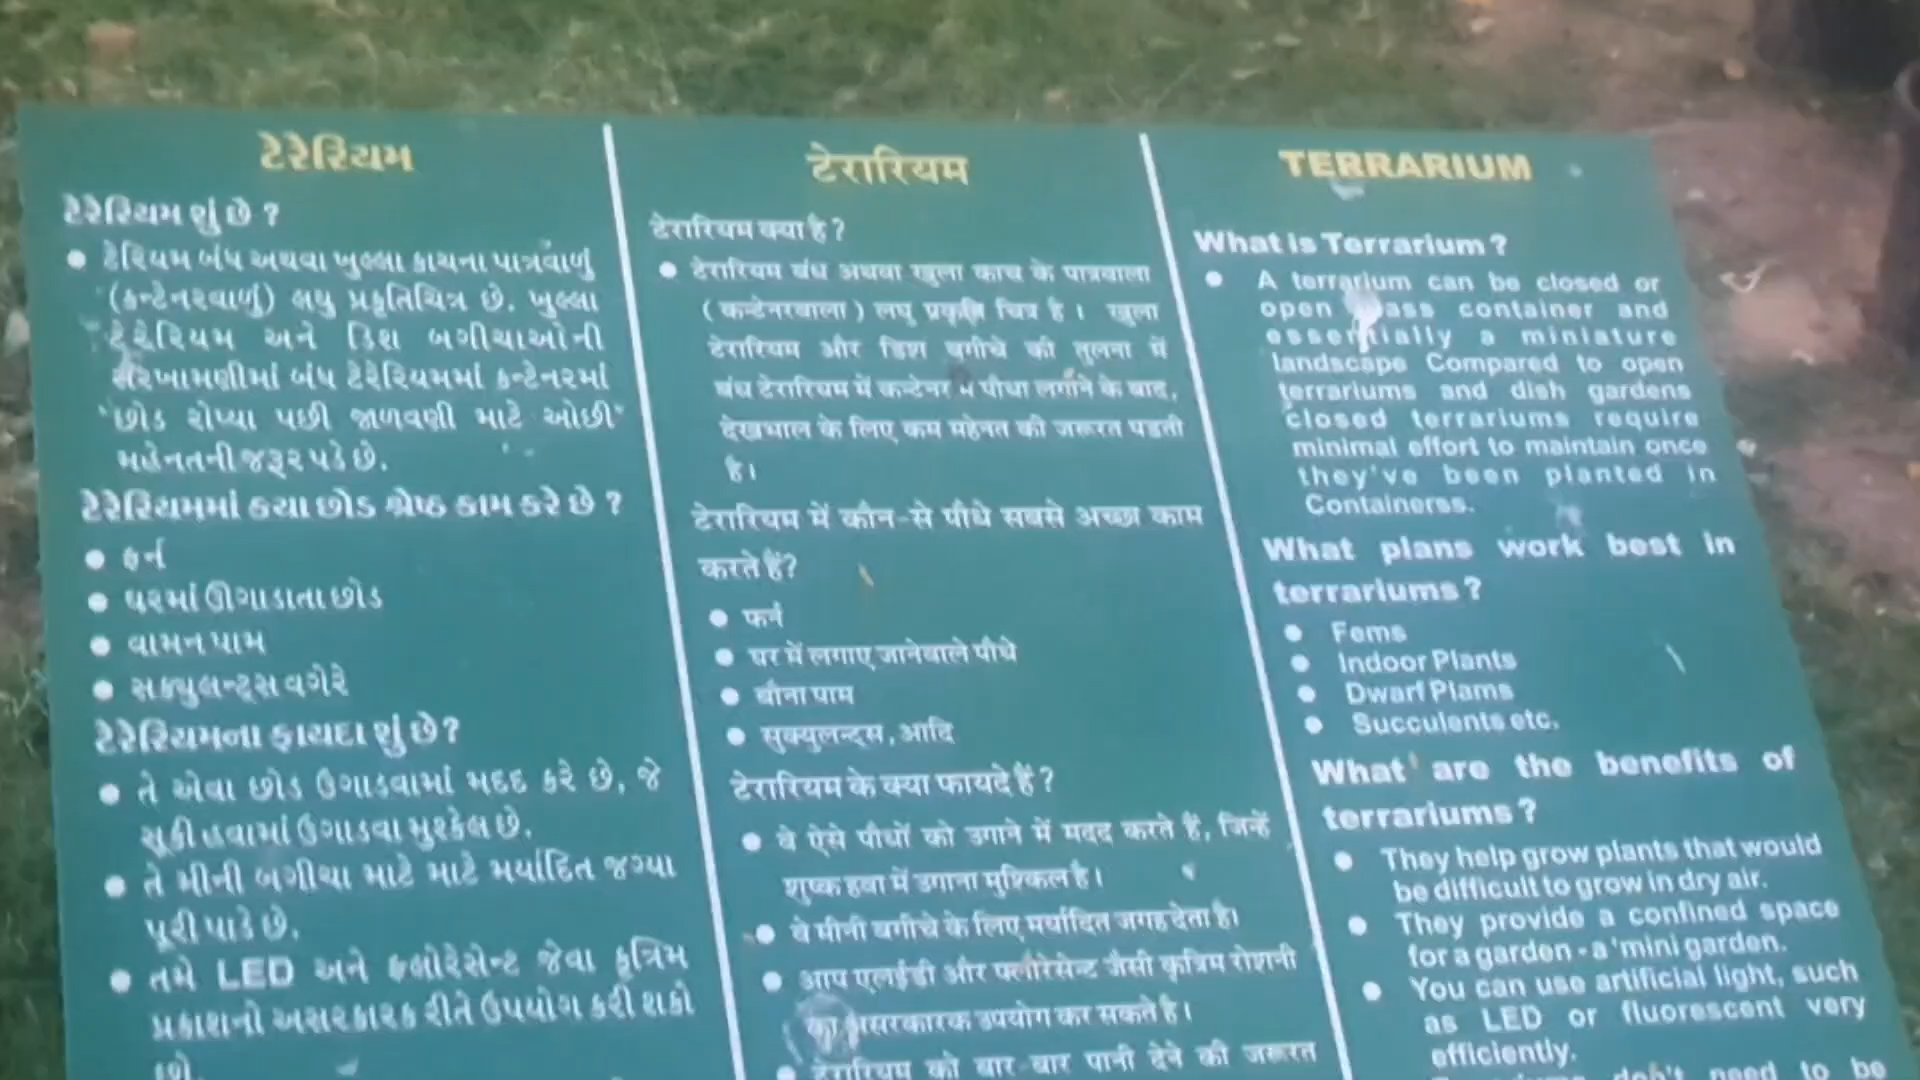 ટેરેરિયમ
ટેરેરિયમ શું છે ?
● ટેરિયમ બંધ અથવા ખુલ્લા કાચના પાત્રવાળું
(કન્ટેનરવાળું) લઘુ પ્રકૃતિચિત્ર છે. ખુલ્લા
ટેરેરિયમ અને ડિશ બગીચાઓની
સરખામણીમાં બંધ ટેરેરિયમમાં કન્ટેનરમાં
છોડ રોપ્યા પછી જાળવણી માટે ઓછી
મહેનતની જરૂર પડે છે.
ટેરેરિયમમાં કયા છોડ શ્રેષ્ઠ કામ કરે છે ?
● ફર્ન
● ઘરમાં ઊગાડાતા છોડ
● વામન પામ
● સક્યુલન્ટ્સ વગેરે
ટેરેરિયમના ફાયદા શું છે?
● તે એવા છોડ ઉગાડવામાં મદદ કરે છે, જે
સૂકી હવામાં ઉગાડવા મુશ્કેલ છે.
● તે મીની બગીચા માટે માટે મર્યાદિત જગ્યા
પૂરી પાડે છે.
● તમે LED અને ફ્લોરેસેન્ટ જેવા કૃત્રિમ
પ્રકાશનો અસરકારક રીતે ઉપયોગ કરી શકો
છો.
टेरारियम
टेरारियम क्या है ?
● टेरारियम बंध अथवा खुला काच के पात्रवाला
(कन्टेनरवाला) लघु प्रकृति चित्र है। खुला
टेरारियम और डिश बगीचे की तुलना में
बंध टेरारियम में कन्टेनर में पौधा लगाने के बाद,
देखभाल के लिए कम महेनत की जरूरत पडती
है।
टेरारियम में कौन-से पौधे सबसे अच्छा काम
करते हैं?
● फर्न
● घर में लगाए जानेवाले पौधे
● बौना पाम
● सुक्युलन्ट्स, आदि
टेरारियम के क्या फायदे हैं ?
● वे ऐसे पौधों को उगाने में मदद करते हैं, जिन्हें
शुष्क हवा में उगाना मुश्किल है।
● वे मीनी बगीचे के लिए मर्यादित जगह देता है।
● आप एलईडी और फ्लोरेसेन्ट जैसी कृत्रिम रोशनी
का असरकारक उपयोग कर सकते है।
● टेरारियम को बार-बार पानी देने की जरूरत
TERRARIUM
What is Terrarium ?
● A terrarium can be closed or
open container and
essentially a miniature
landscape Compared to open
terrariums and dish gardens
closed terrariums require
minimal effort to maintain once
they've been planted in
Containerss.
What plans work best in
terrariums ?
● Fems
● Indoor Plants
● Dwarf Plams
● Succulents etc.
What are the benefits of
terrariums ?
● They help grow plants that would
be difficult to grow in dry air.
● They provide a confined space
for a garden - a 'mini garden.
● You can use artificial light, such
as LED or fluorescent very
efficiently.
don't need to be